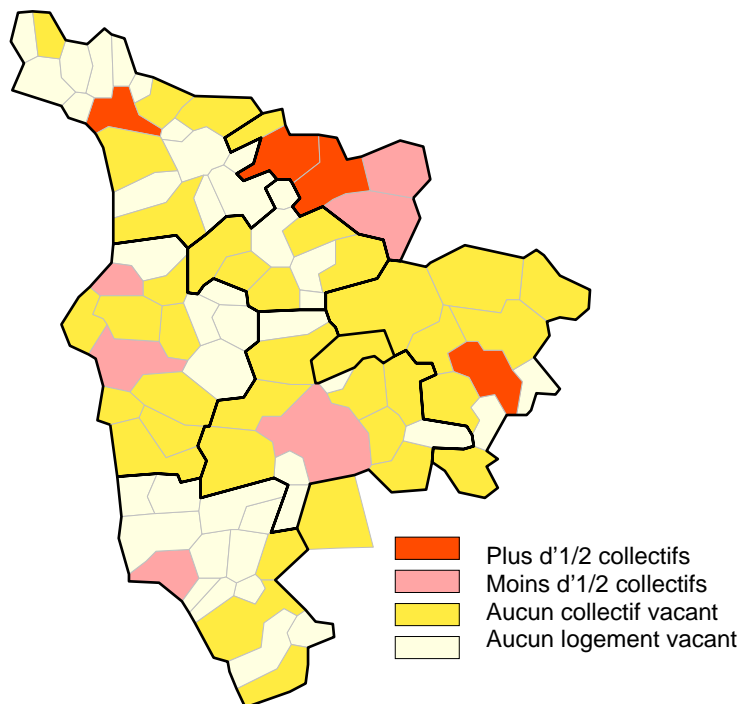 Plus d'1/2 collectifs
Moins d'1/2 collectifs
Aucun collectif vacant
Aucun logement vacant